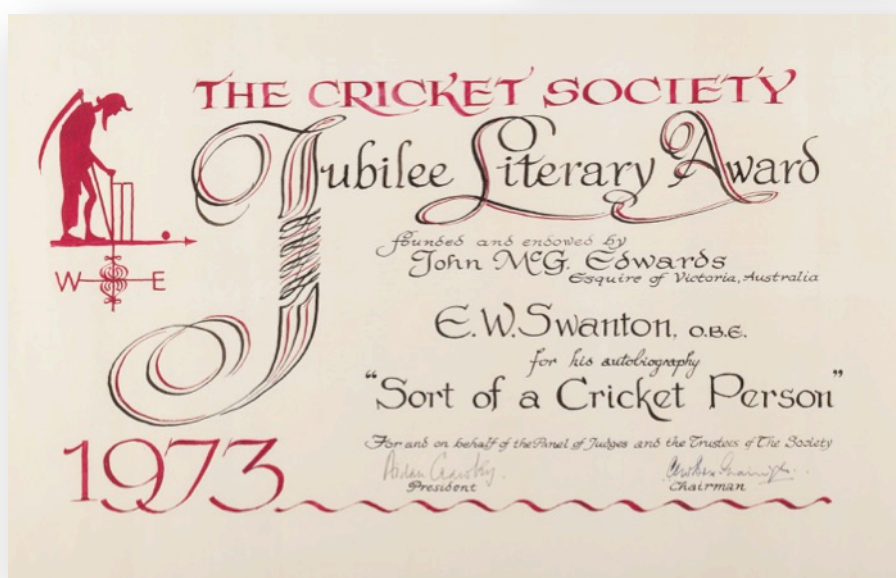 THE CRICKET SOCIETY
Jubilee Literary Award
founded and endowed by
John McG. Edwards
Esquire of Victoria, Australia
W E
E.W. Swanton, O.B.E.
for his autobiography
"Sort of a Cricket Person"
For and on behalf of the Panel of Judges and the Trustees of The Society
President Chairman
1973